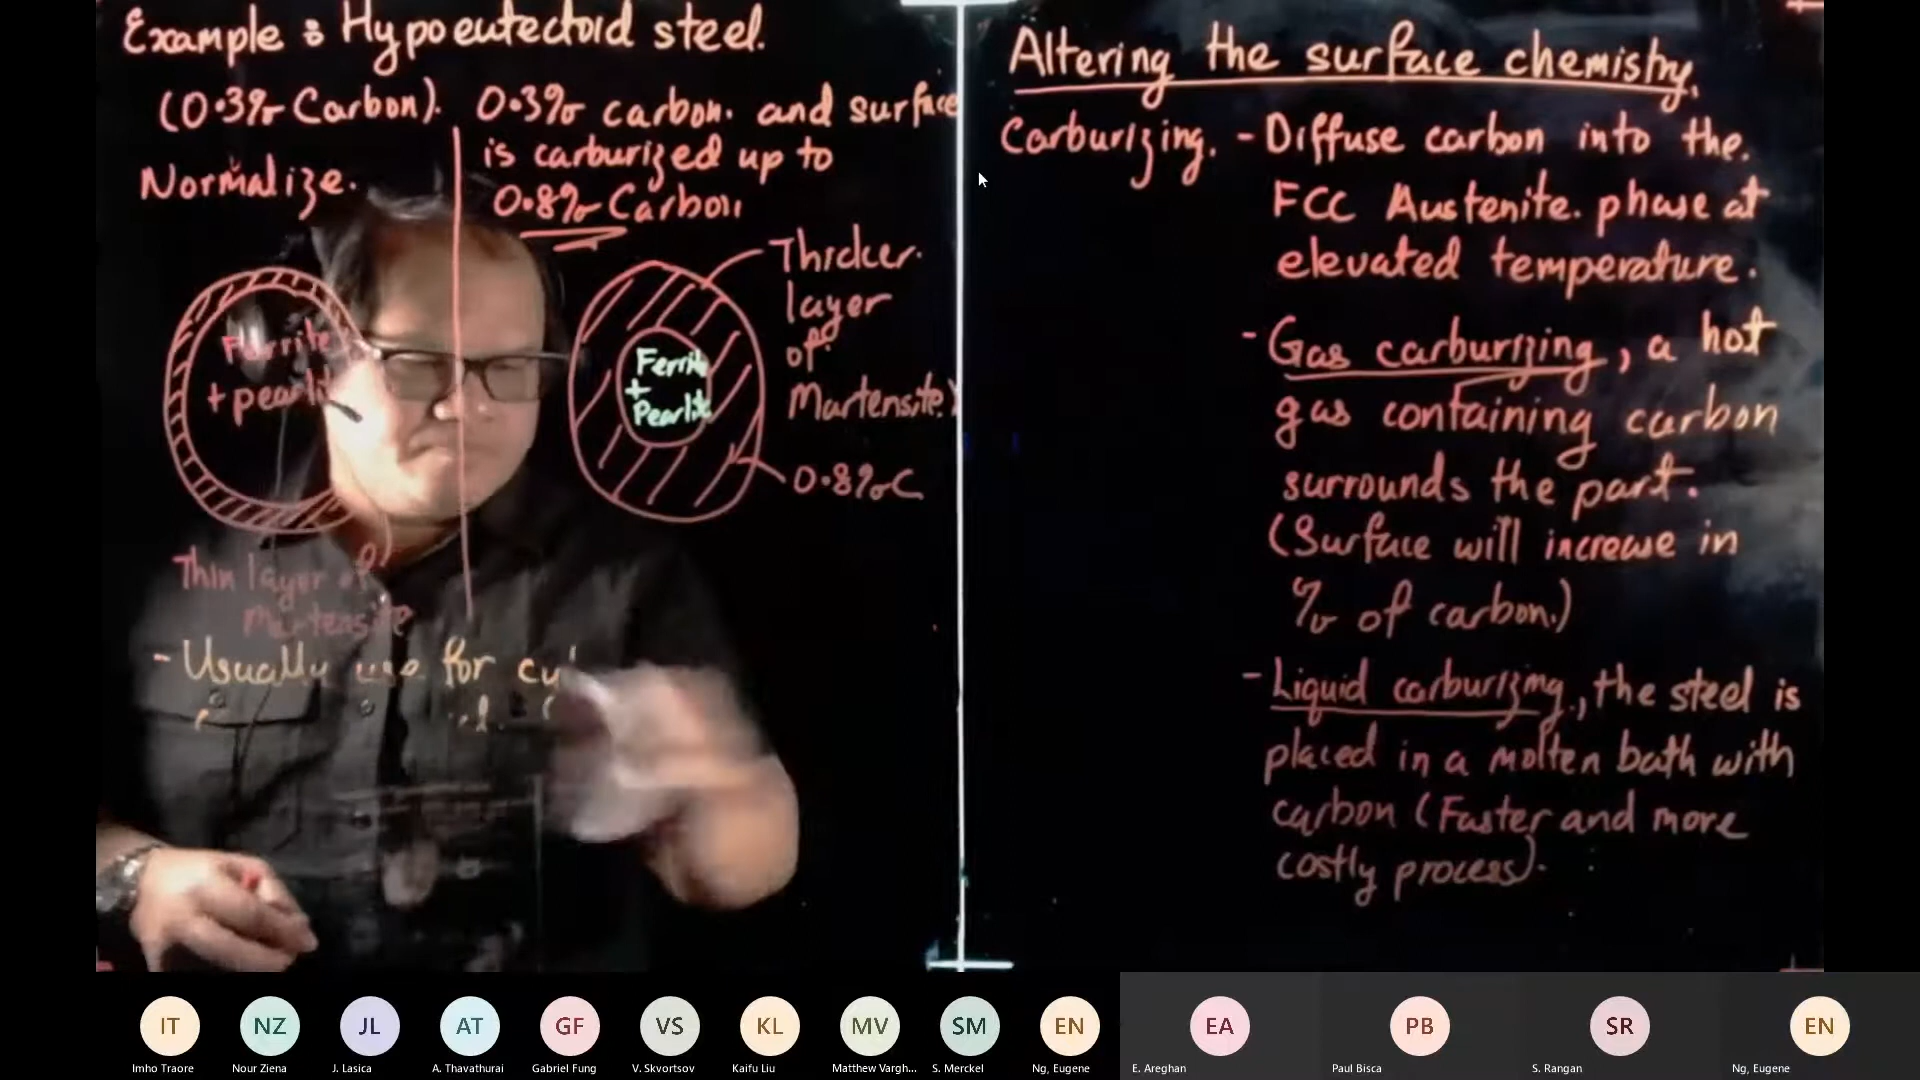 Example: Hypoeutectoid steel.
(0.3% Carbon).
Normalize.
Ferrite
+ pearlit
Thin layer of
Martensite
0.3% carbon. and surface
is carburized up to
0.8% Carbon
Thicker.
layer
of
Martensite.
Ferrite
+
Pearlite
0.8% C
- Usually use for
Altering the surface chemistry.
Carburizing. - Diffuse carbon into the.
FCC Austenite. phase at
elevated temperature.
- Gas carburizing, a hot
gas containing carbon
surrounds the part.
(Surface will increase in
% of carbon.)
- Liquid carburizing, the steel is
placed in a molten bath with
carbon (Faster and more
costly process).
IT
NZ
JL
AT
GF
VS
KL
MV
SM
EN
EA
PB
SR
EN
Imho Traore
Nour Ziena
J. Lasica
A. Thavathurai
Gabriel Fung
V. Skvortsov
Kaifu Liu
Matthew Vargh...
S. Merckel
Ng, Eugene
E. Areghan
Paul Bisca
S. Rangan
Ng, Eugene